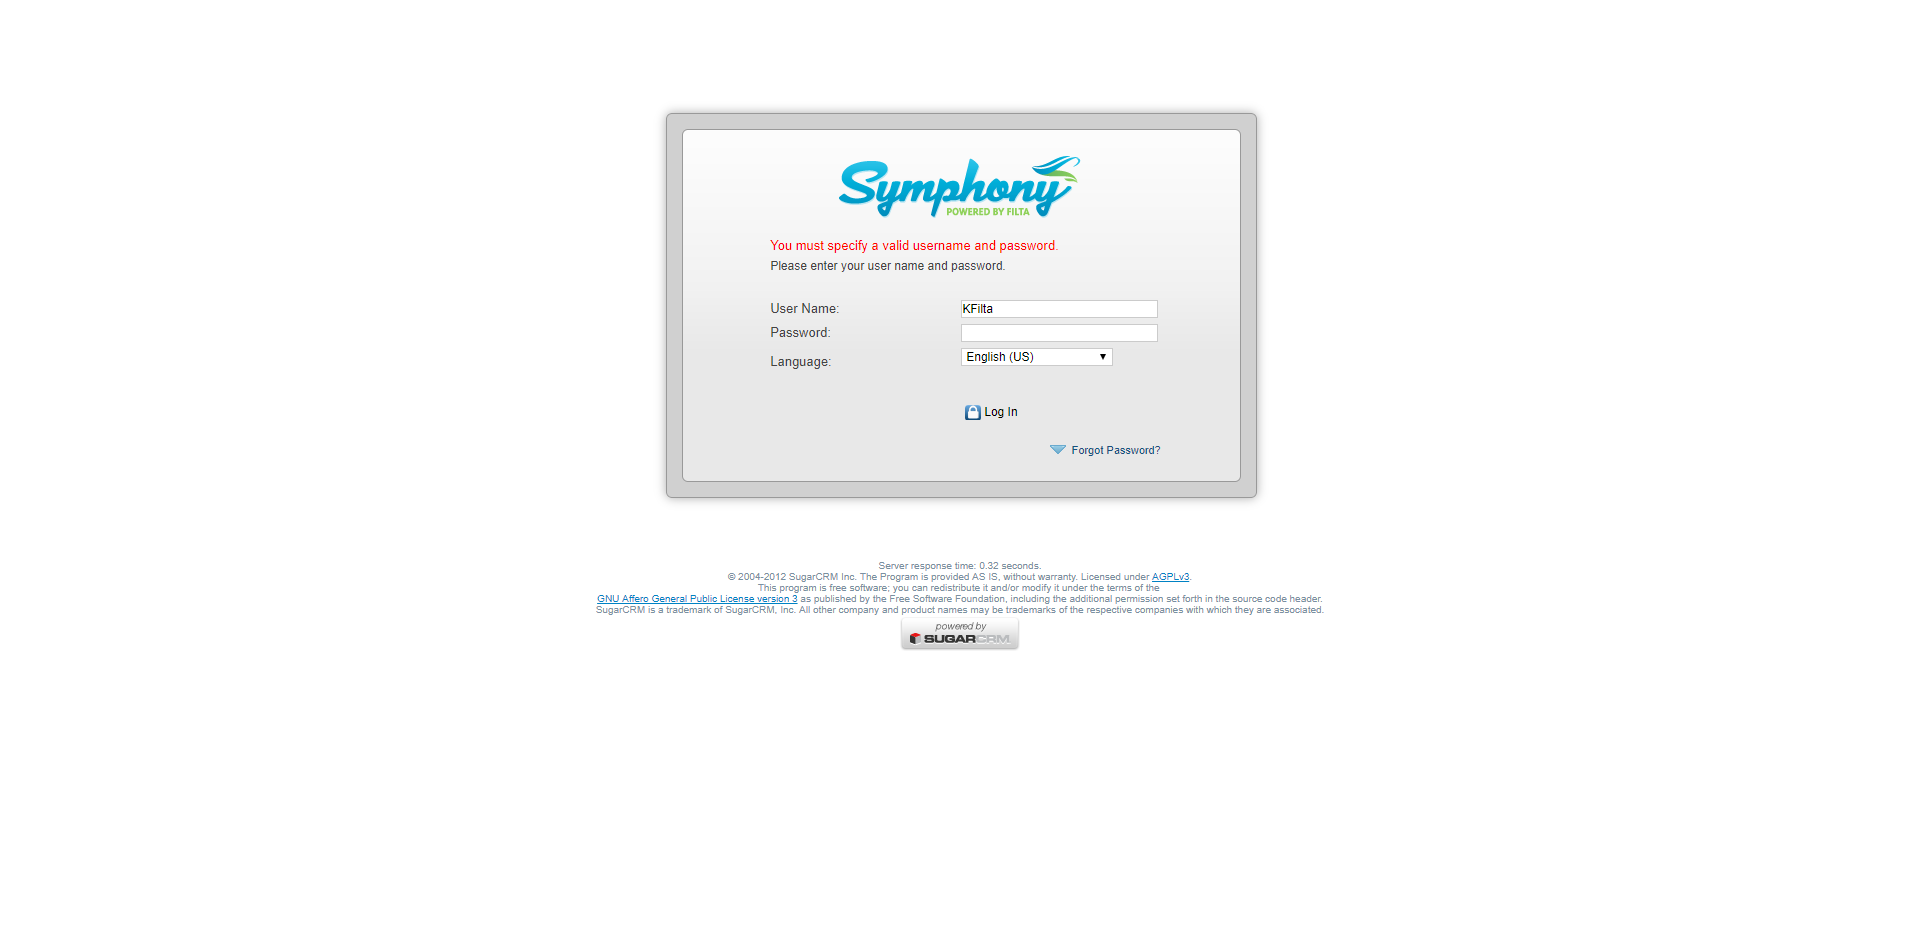 Symphony
POWERED BY FILTA
You must specify a valid username and password.
Please enter your user name and password.
User Name: KFilta
Password:
Language: English (US)
Log In
Forgot Password?
Server response time: 0.32 seconds.
© 2004-2012 SugarCRM Inc. The Program is provided AS IS, without warranty. Licensed under AGPLv3.
This program is free software; you can redistribute it and/or modify it under the terms of the
GNU Affero General Public License version 3 as published by the Free Software Foundation, including the additional permission set forth in the source code header.
SugarCRM is a trademark of SugarCRM, Inc. All other company and product names may be trademarks of the respective companies with which they are associated.
powered by
SUGARCRM